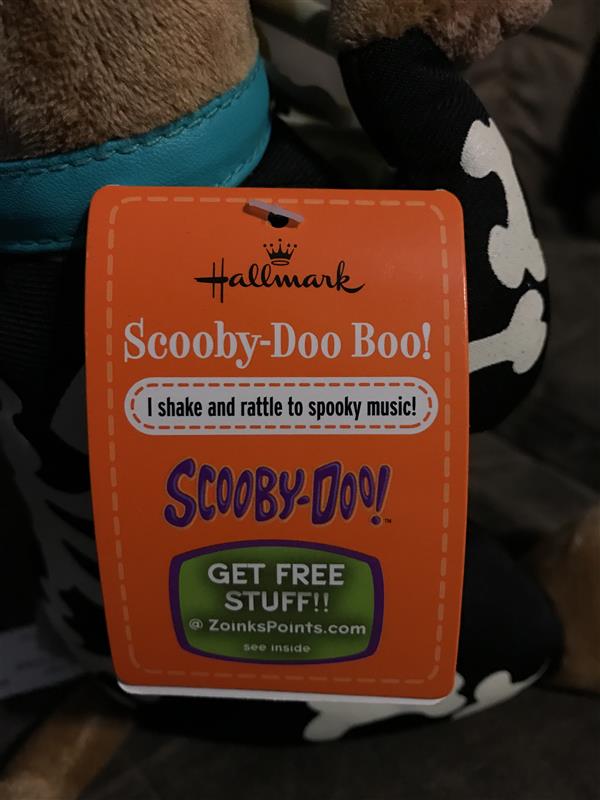 Hallmark
Scooby-Doo Boo!
I shake and rattle to spooky music!
SCOOBY-DOO!™
GET FREE
STUFF!!
@ ZoinksPoints.com
see inside